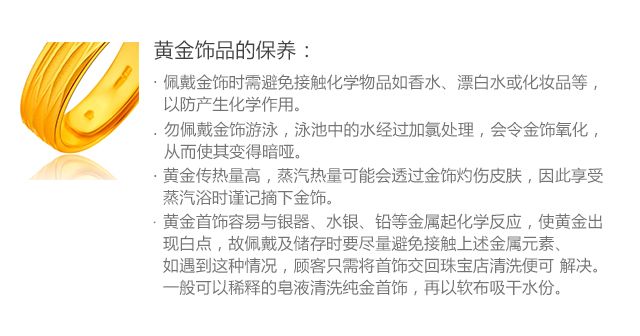 黄金饰品的保养：
· 佩戴金饰时需避免接触化学物品如香水、漂白水或化妆品等，
以防产生化学作用。
· 勿佩戴金饰游泳，泳池中的水经过加氯处理，会令金饰氧化，
从而使其变得暗哑。
· 黄金传热量高，蒸汽热量可能会透过金饰灼伤皮肤，因此享受
蒸汽浴时谨记摘下金饰。
· 黄金首饰容易与银器、水银、铅等金属起化学反应，使黄金出
现白点，故佩戴及储存时要尽量避免接触上述金属元素、
如遇到这种情况，顾客只需将首饰交回珠宝店清洗便可 解决。
一般可以稀释的皂液清洗纯金首饰，再以软布吸干水份。